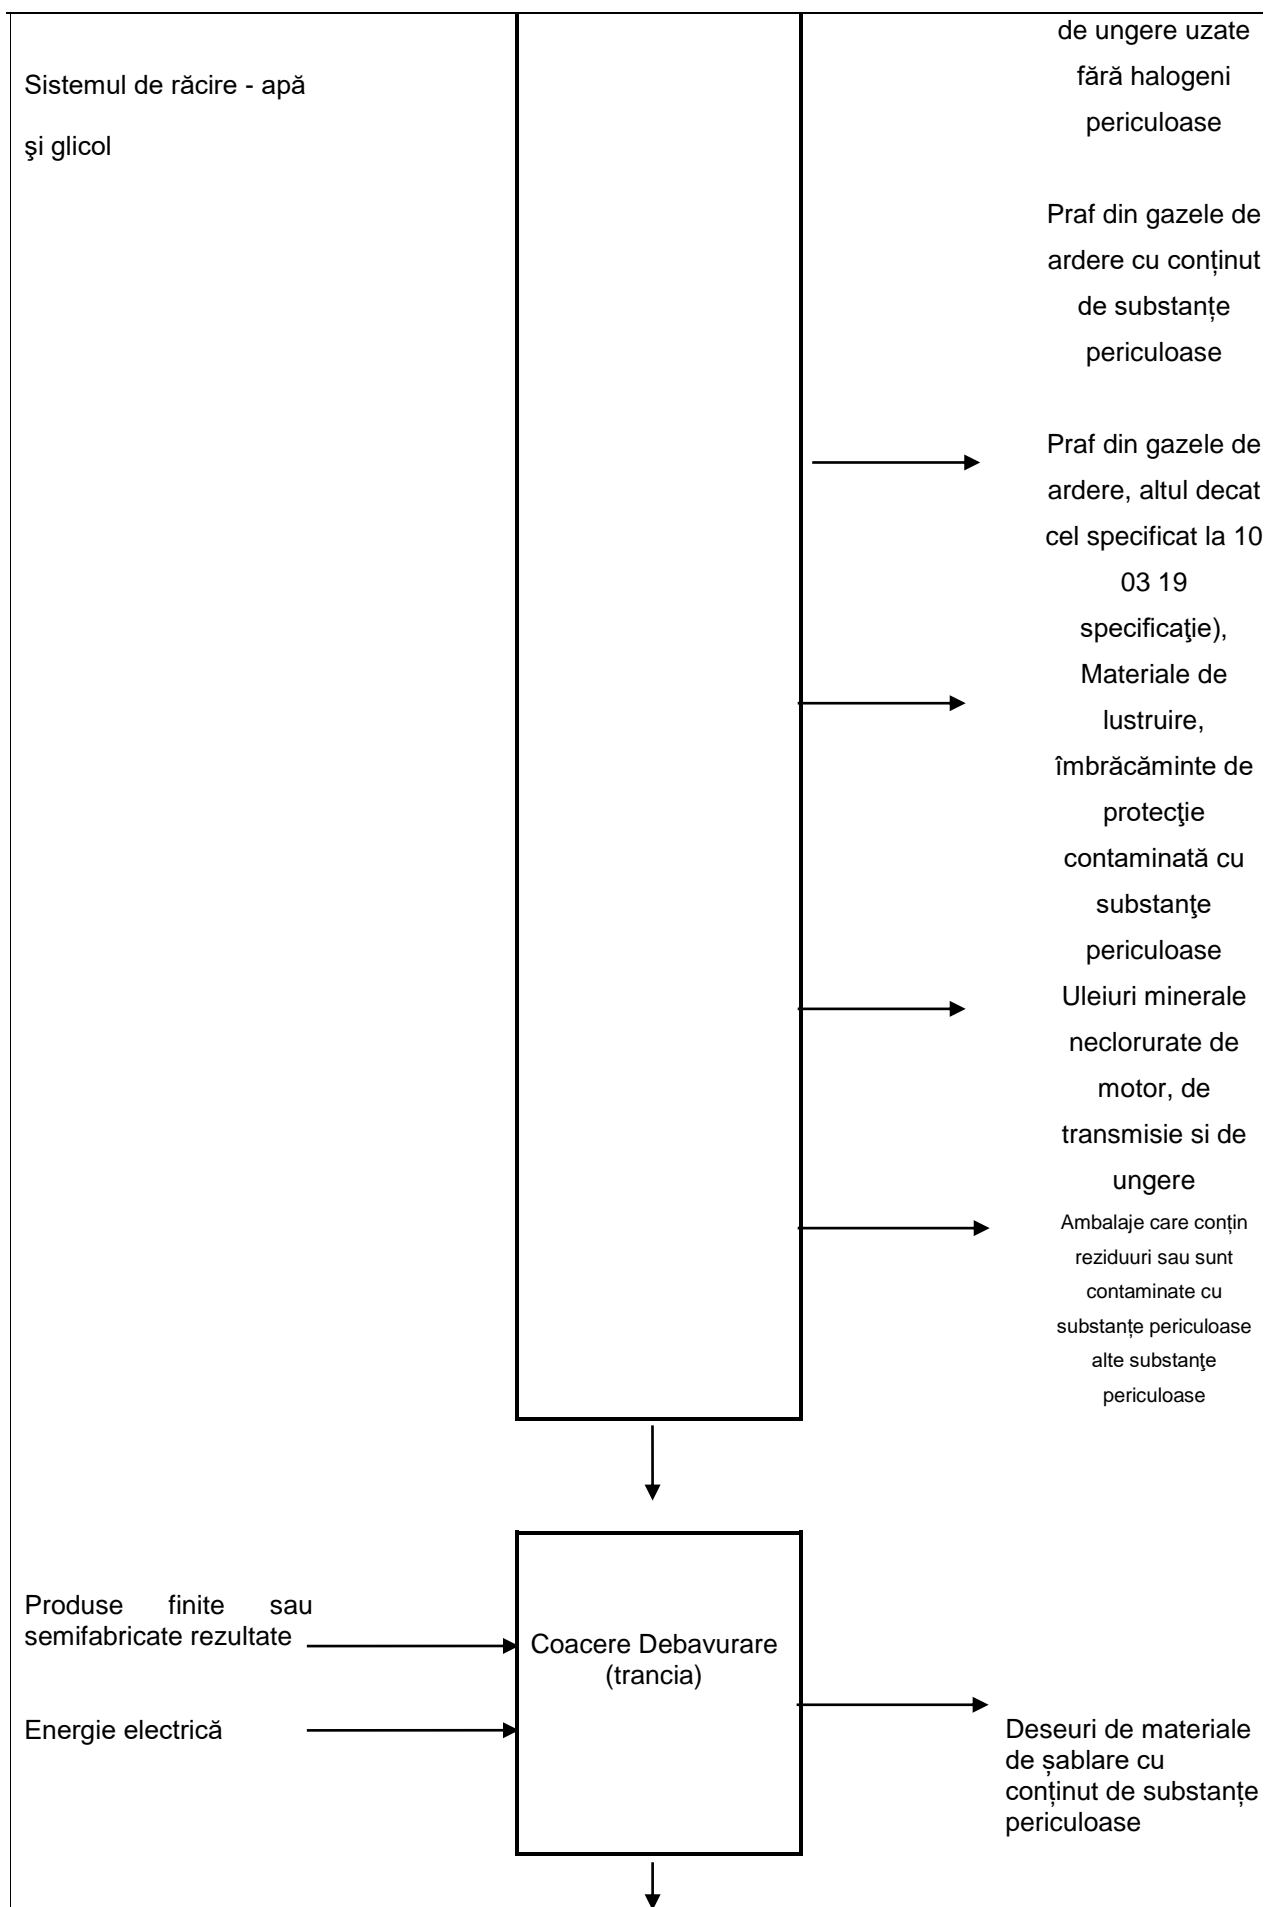 Sistemul de răcire - apă
şi glicol
de ungere uzate
fără halogeni
periculoase
Praf din gazele de
ardere cu conținut
de substanțe
periculoase
Praf din gazele de
ardere, altul decat
cel specificat la 10
03 19
specificaţie),
Materiale de
lustruire,
îmbrăcăminte de
protecţie
contaminată cu
substanţe
periculoase
Uleiuri minerale
neclorurate de
motor, de
transmisie si de
ungere
Ambalaje care conțin
reziduuri sau sunt
contaminate cu
substanțe periculoase
alte substanţe
periculoase
Produse finite sau
semifabricate rezultate
Energie electrică
Coacere Debavurare
(trancia)
Deseuri de materiale
de șablare cu
conținut de substanțe
periculoase